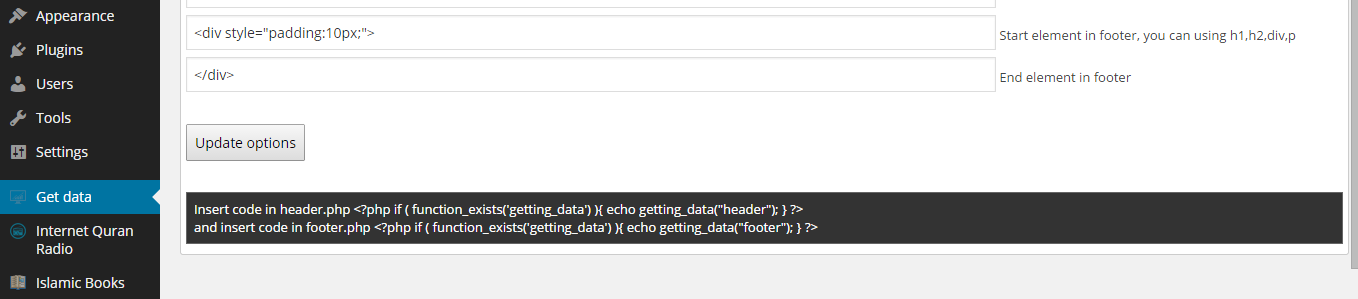 Appearance
Plugins
Users
Tools
Settings
Get data
Internet Quran
Radio
Islamic Books
<div style="padding:10px;">
Start element in footer, you can using h1,h2,div,p
</div>
End element in footer
Update options
Insert code in header.php <?php if ( function_exists('getting_data') ){ echo getting_data("header"); } ?>
and insert code in footer.php <?php if ( function_exists('getting_data') ){ echo getting_data("footer"); } ?>